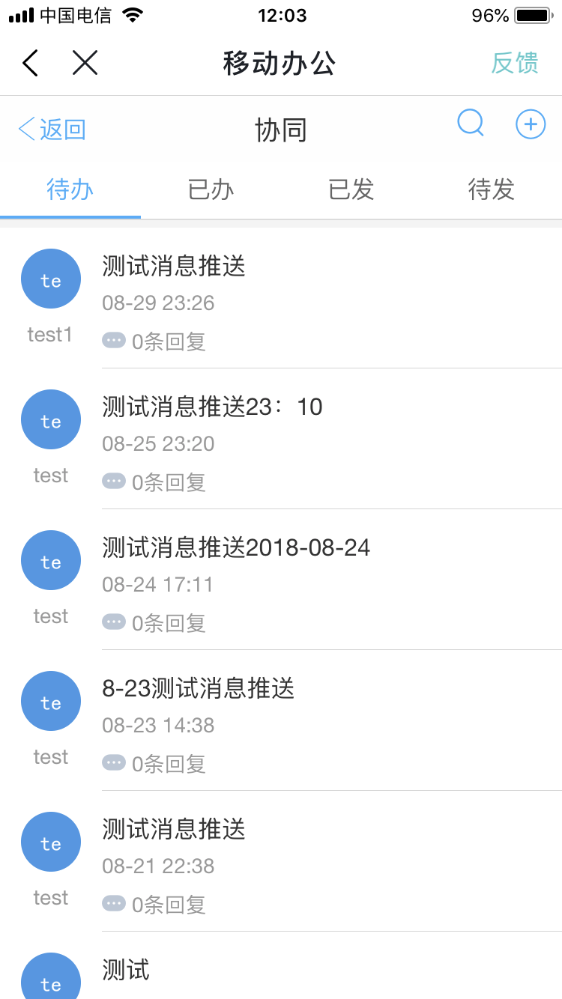 中国电信 12:03 96%
移动办公 反馈
返回 协同
待办 已办 已发 待发
te 测试消息推送
08-29 23:26
test1 0条回复
te 测试消息推送23：10
08-25 23:20
test 0条回复
te 测试消息推送2018-08-24
08-24 17:11
test 0条回复
te 8-23测试消息推送
08-23 14:38
test 0条回复
te 测试消息推送
08-21 22:38
test 0条回复
te 测试